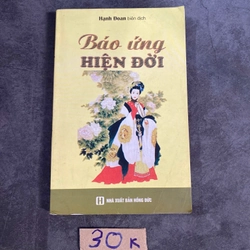 Hạnh Đoan biên dịch
Báo ứng
HIỆN ĐỜI
H NHÀ XUẤT BẢN HỒNG ĐỨC
30K